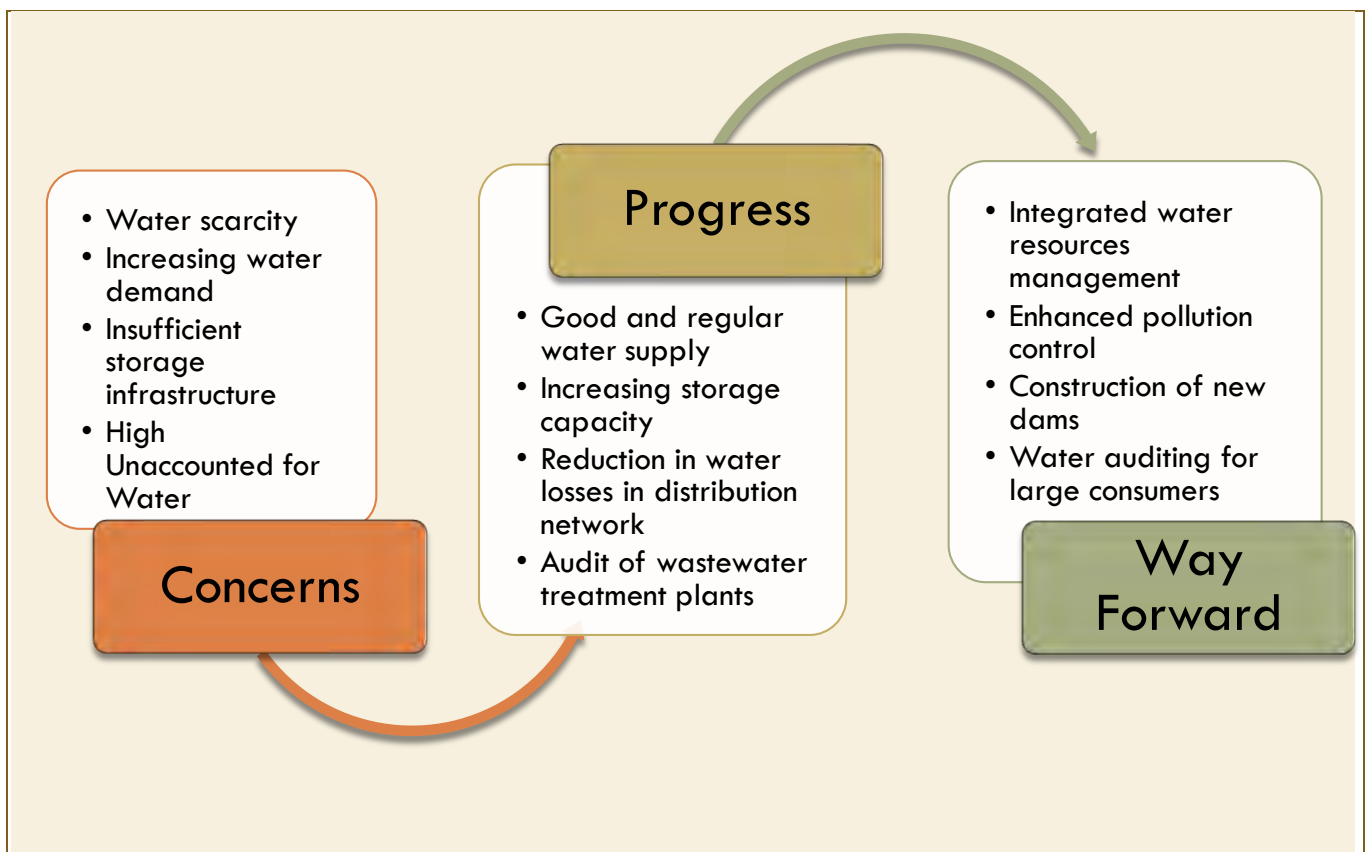 • Water scarcity
• Increasing water
demand
• Insufficient
storage
infrastructure
• High
Unaccounted for
Water
Concerns
Progress
• Good and regular
water supply
• Increasing storage
capacity
• Reduction in water
losses in distribution
network
• Audit of wastewater
treatment plants
• Integrated water
resources
management
• Enhanced pollution
control
• Construction of new
dams
• Water auditing for
large consumers
Way
Forward